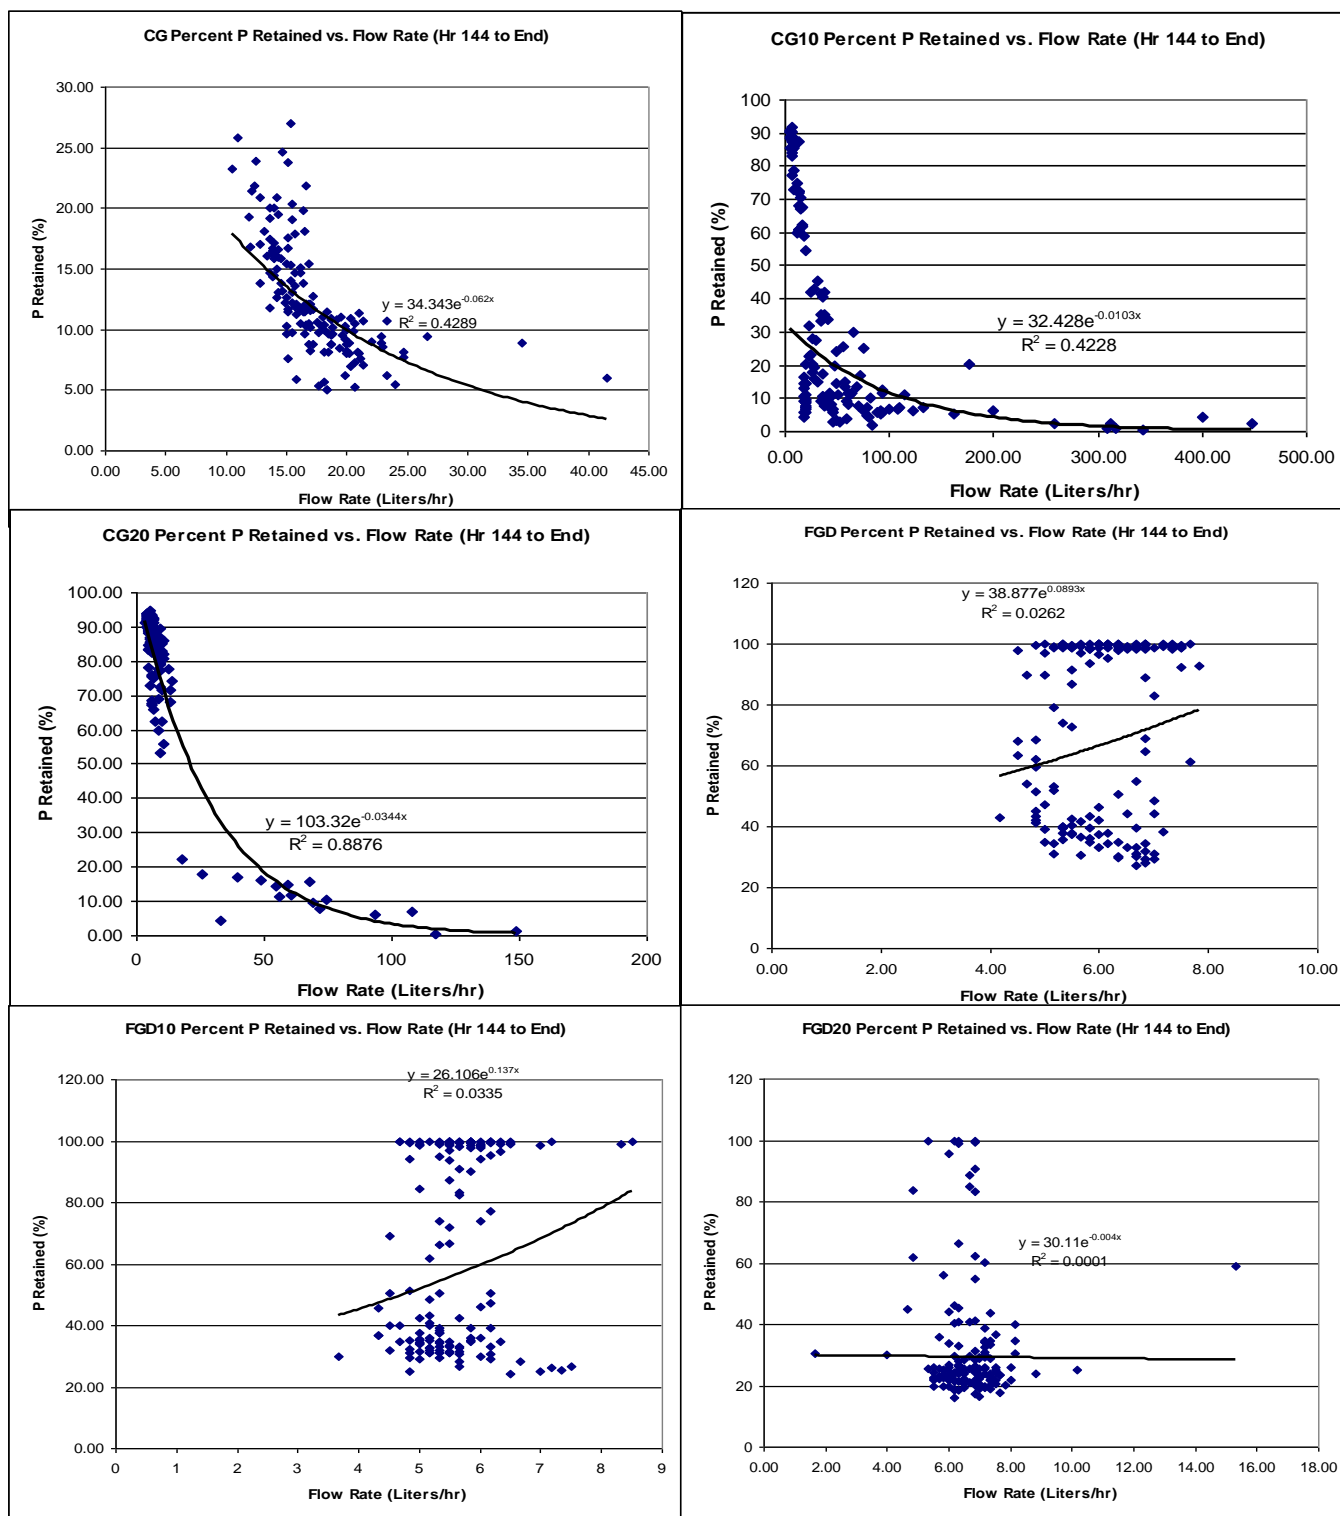 CG Percent P Retained vs. Flow Rate (Hr 144 to End)
30.00
25.00
20.00
15.00
10.00
5.00
0.00
P Retained (%)
y = 34.343e^-0.062x
R² = 0.4289
0.00 5.00 10.00 15.00 20.00 25.00 30.00 35.00 40.00 45.00
Flow Rate (Liters/hr)
CG10 Percent P Retained vs. Flow Rate (Hr 144 to End)
100
90
80
70
60
50
40
30
20
10
0
P Retained (%)
y = 32.428e^-0.0103x
R² = 0.4228
0.00 100.00 200.00 300.00 400.00 500.00
Flow Rate (Liters/hr)
CG20 Percent P Retained vs. Flow Rate (Hr 144 to End)
100.00
90.00
80.00
70.00
60.00
50.00
40.00
30.00
20.00
10.00
0.00
P Retained (%)
y = 103.32e^-0.0344x
R² = 0.8876
0 50 100 150 200
Flow Rate (Liters/hr)
FGD Percent P Retained vs. Flow Rate (Hr 144 to End)
120
100
80
60
40
20
0
P Retained (%)
y = 38.877e^0.0893x
R² = 0.0262
0.00 2.00 4.00 6.00 8.00 10.00
Flow Rate (Liters/hr)
FGD10 Percent P Retained vs. Flow Rate (Hr 144 to End)
120.00
100.00
80.00
60.00
40.00
20.00
0.00
P Retained (%)
y = 26.106e^0.137x
R² = 0.0335
0 1 2 3 4 5 6 7 8 9
Flow Rate (Liters/hr)
FGD20 Percent P Retained vs. Flow Rate (Hr 144 to End)
120
100
80
60
40
20
0
P Retained (%)
y = 30.11e^-0.004x
R² = 0.0001
0.00 2.00 4.00 6.00 8.00 10.00 12.00 14.00 16.00 18.00
Flow Rate (Liters/hr)